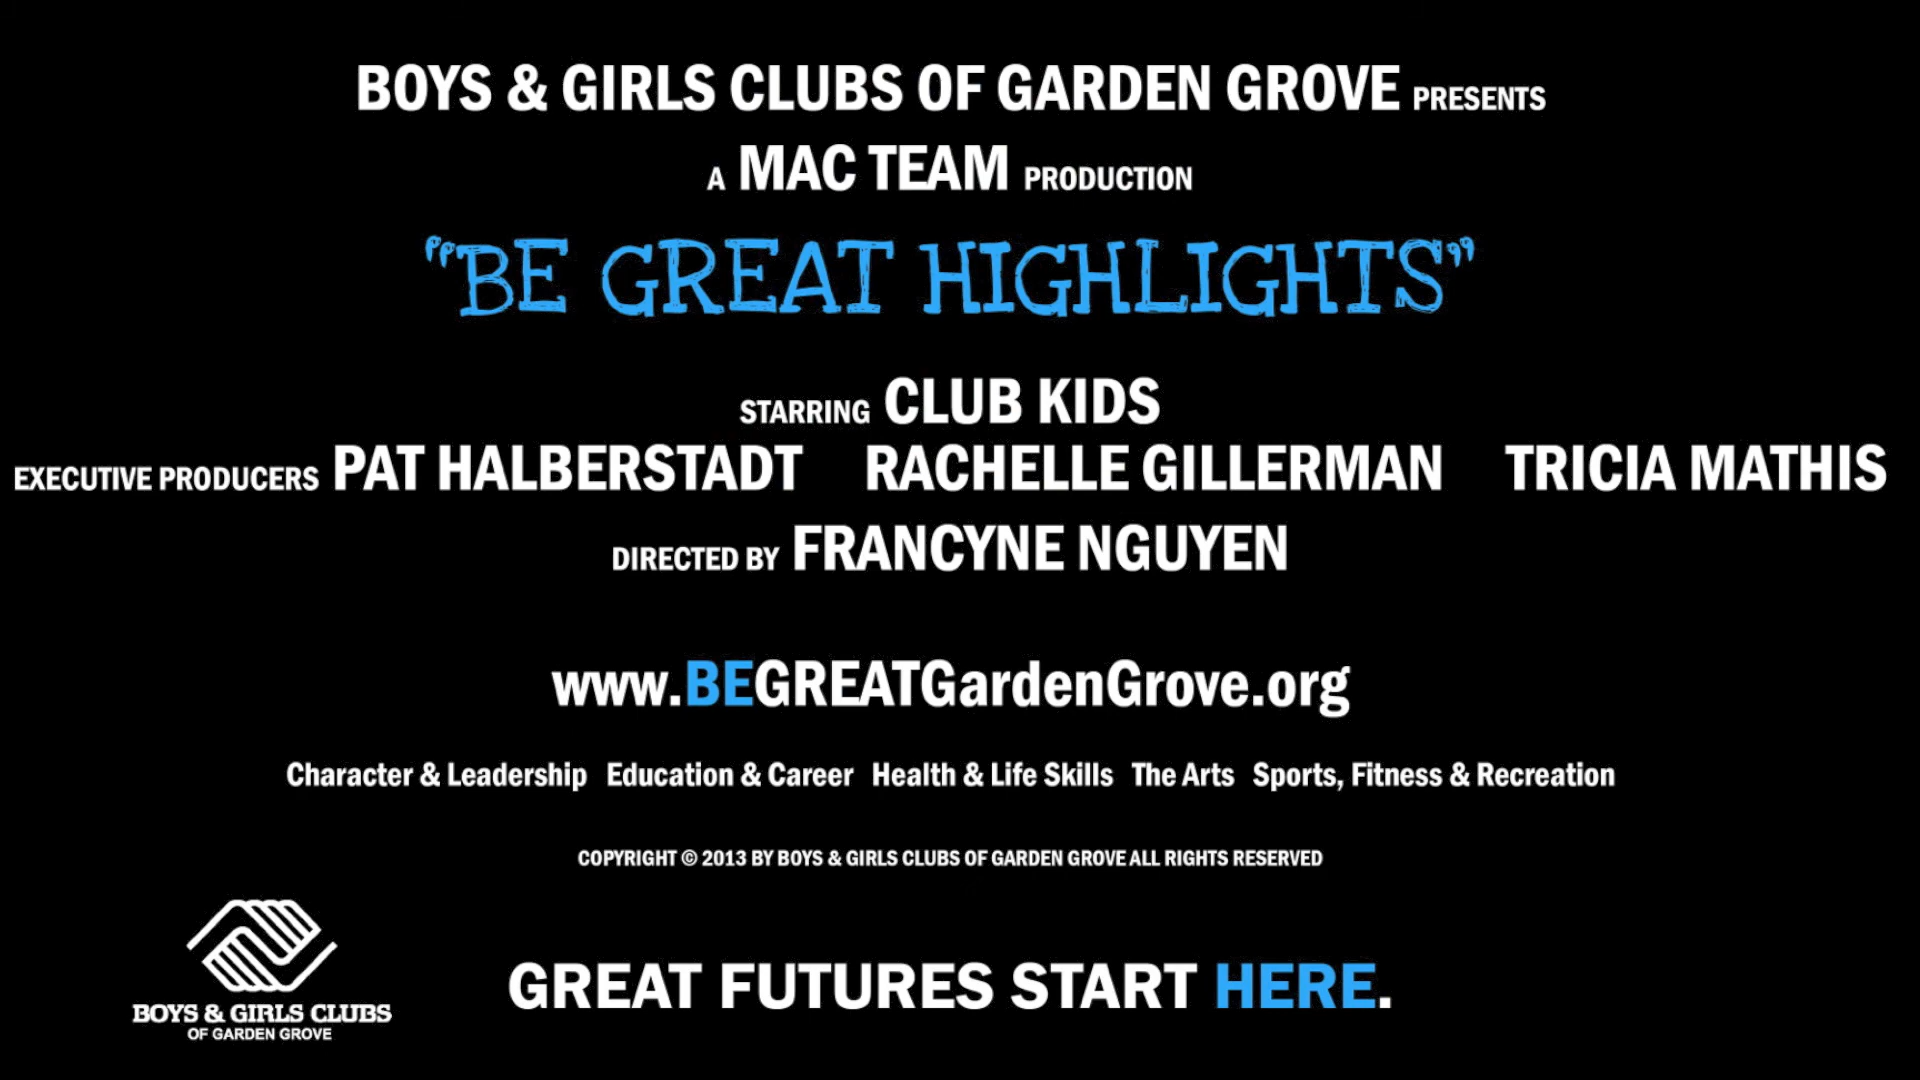 BOYS & GIRLS CLUBS OF GARDEN GROVE PRESENTS
A MAC TEAM PRODUCTION
"BE GREAT HIGHLIGHTS"
STARRING CLUB KIDS
EXECUTIVE PRODUCERS PAT HALBERSTADT RACHELLE GILLERMAN TRICIA MATHIS
DIRECTED BY FRANCYNE NGUYEN
www.BEGREATGardenGrove.org
Character & Leadership Education & Career Health & Life Skills The Arts Sports, Fitness & Recreation
COPYRIGHT © 2013 BY BOYS & GIRLS CLUBS OF GARDEN GROVE ALL RIGHTS RESERVED
GREAT FUTURES START HERE.
BOYS & GIRLS CLUBS
OF GARDEN GROVE